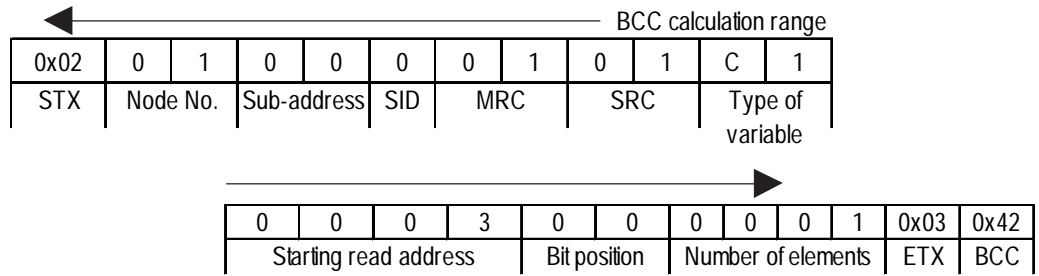 BCC calculation range
0x02 0 1 0 0 0 0 1 0 1 C 1
STX Node No. Sub-address SID MRC SRC Type of
variable
0 0 0 3 0 0 0 0 0 1 0x03 0x42
Starting read address Bit position Number of elements ETX BCC